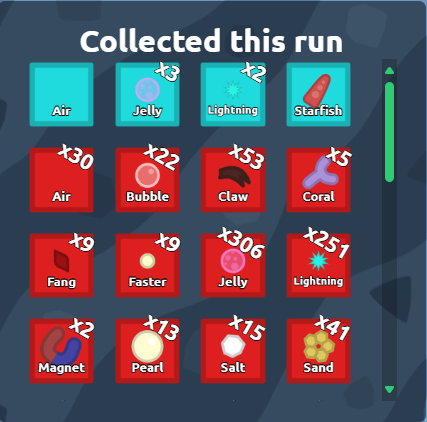 Collected this run
x3 x2
Air Jelly Lightning Starfish
x30 x22 x53 x5
Air Bubble Claw Coral
x9 x9 x306 x251
Fang Faster Jelly Lightning
x2 x13 x15 x41
Magnet Pearl Salt Sand